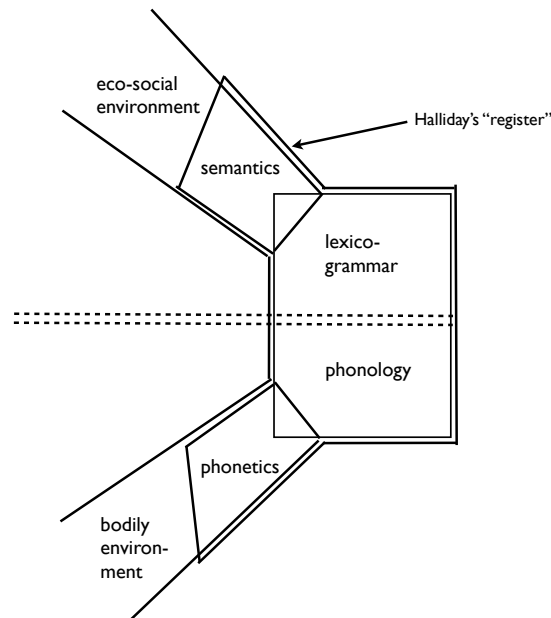 eco-social
environment
Halliday's “register”
semantics
lexico-
grammar
phonology
phonetics
bodily
environ-
ment